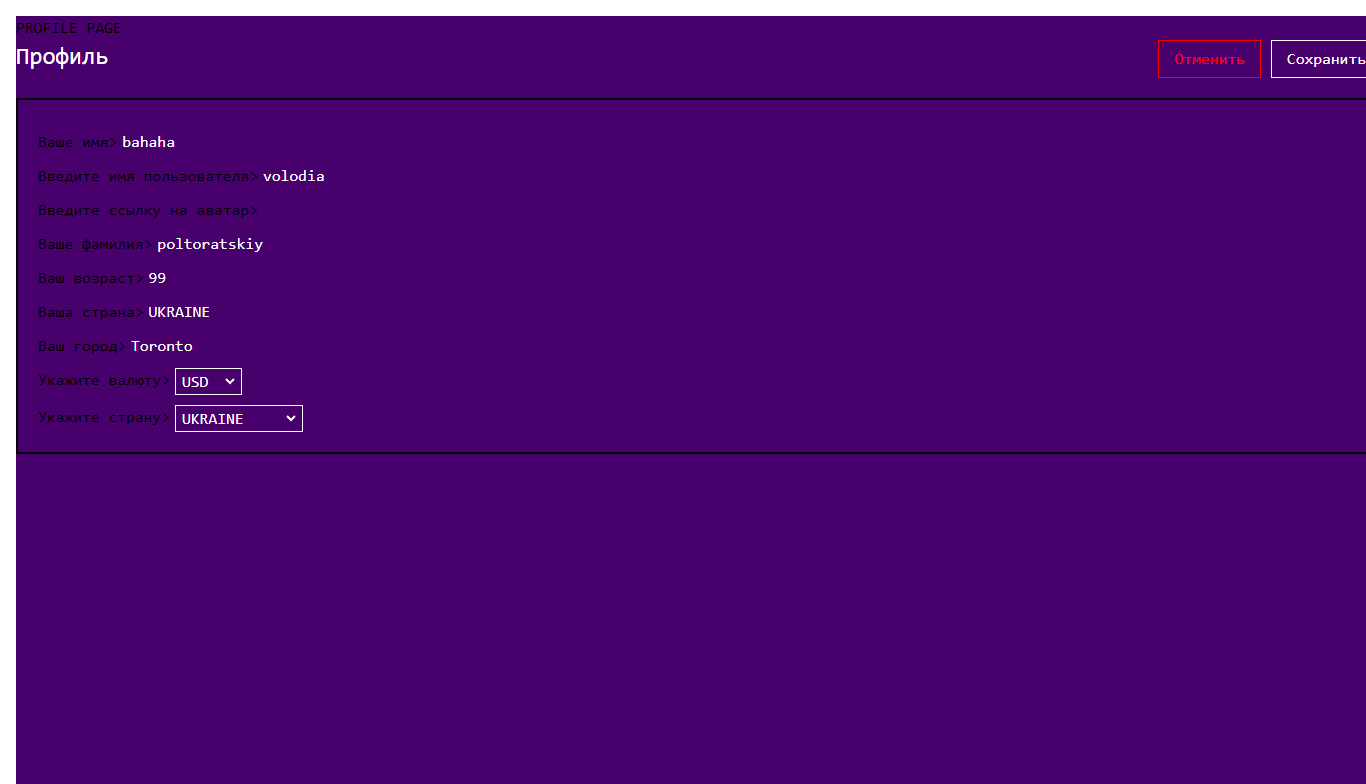 PROFILE PAGE
Профиль
Отменить Сохранить
Ваше имя> bahaha
Введите имя пользователя> volodia
Введите ссылку на аватар>
Ваше фамилия> poltoratskiy
Ваш возраст> 99
Ваша страна> UKRAINE
Ваш город> Toronto
Укажите валюту> USD
Укажите страну> UKRAINE